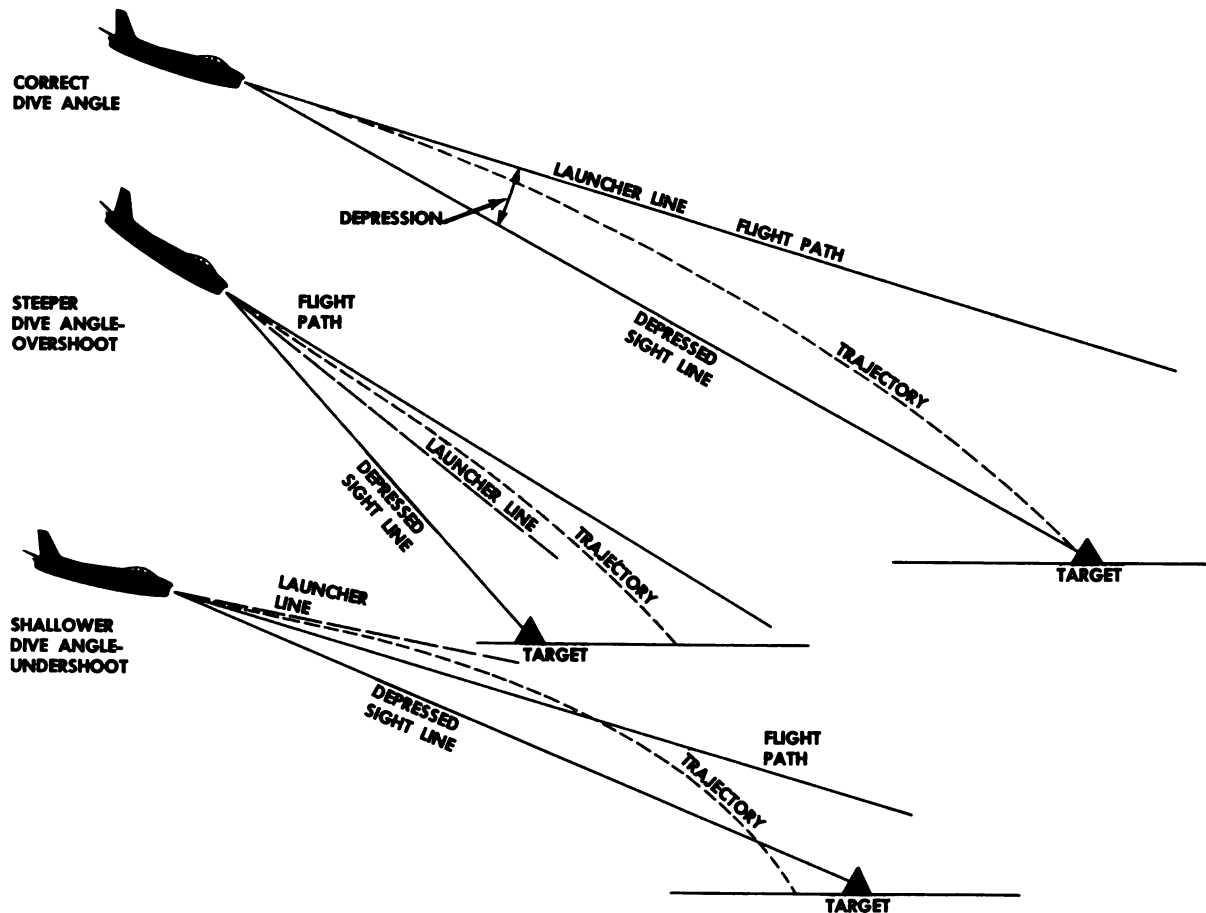 CORRECT
DIVE ANGLE
LAUNCHER LINE
FLIGHT PATH
DEPRESSION
DEPRESSED
SIGHT LINE
TRAJECTORY
TARGET
STEEPER
DIVE ANGLE-
OVERSHOOT
FLIGHT
PATH
LAUNCHER LINE
DEPRESSED
SIGHT LINE
TRAJECTORY
TARGET
SHALLOWER
DIVE ANGLE-
UNDERSHOOT
LAUNCHER
LINE
DEPRESSED
SIGHT LINE
FLIGHT
PATH
TRAJECTORY
TARGET